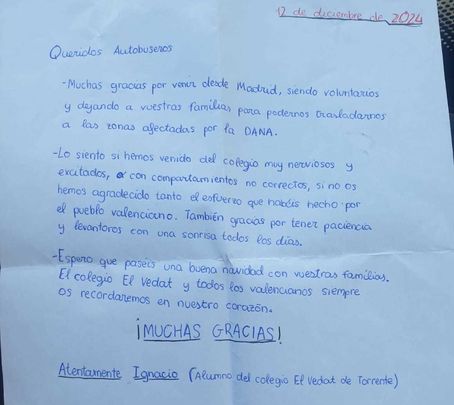 12 de diciembre de 2024
Queridos Autobuseros
-Muchas gracias por venir desde Madrid, siendo voluntarios
y dejando a vuestras familias para podernos trasladarnos
a las zonas afectadas por la DANA.
-Lo siento si hemos venido del colegio muy nerviosos y
excitados, o con comportamientos no correctos, si no os
hemos agradecido tanto el esfuerzo que habéis hecho por
el pueblo valenciano. También gracias por tener paciencia
y levantaros con una sonrisa todos los días.
-Espero que paseis una buena navidad con vuestras familias.
El colegio El Vedat y todos los valencianos siempre
os recordaremos en nuestro corazón.
¡MUCHAS GRACIAS!
Atentamente Ignacio (Alumno del colegio El Vedat de Torrente)